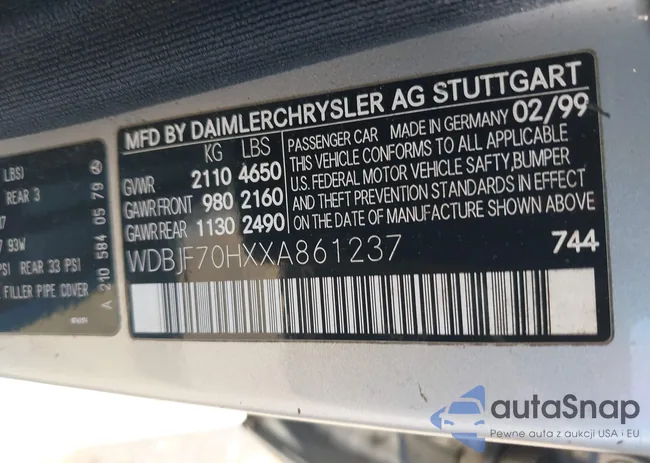 LBS)
REAR 3
7 93W
PSI REAR 33 PSI
FILLER PIPE COVER
A 210 584 05 79
MFD BY DAIMLERCHRYSLER AG STUTTGART
KG LBS
GVWR 2110 4650
GAWR FRONT 980 2160
GAWR REAR 1130 2490
PASSENGER CAR MADE IN GERMANY 02/99
THIS VEHICLE CONFORMS TO ALL APPLICABLE
U.S. FEDERAL MOTOR VEHICLE SAFTY,BUMPER
AND THEFT PREVENTION STANDARDS IN EFFECT
ON THE DATE OF MANUFACTURE SHOWN ABOVE
WDBJF70HXXA861237
744
autoSnap
Pewne auta z aukcji USA i EU